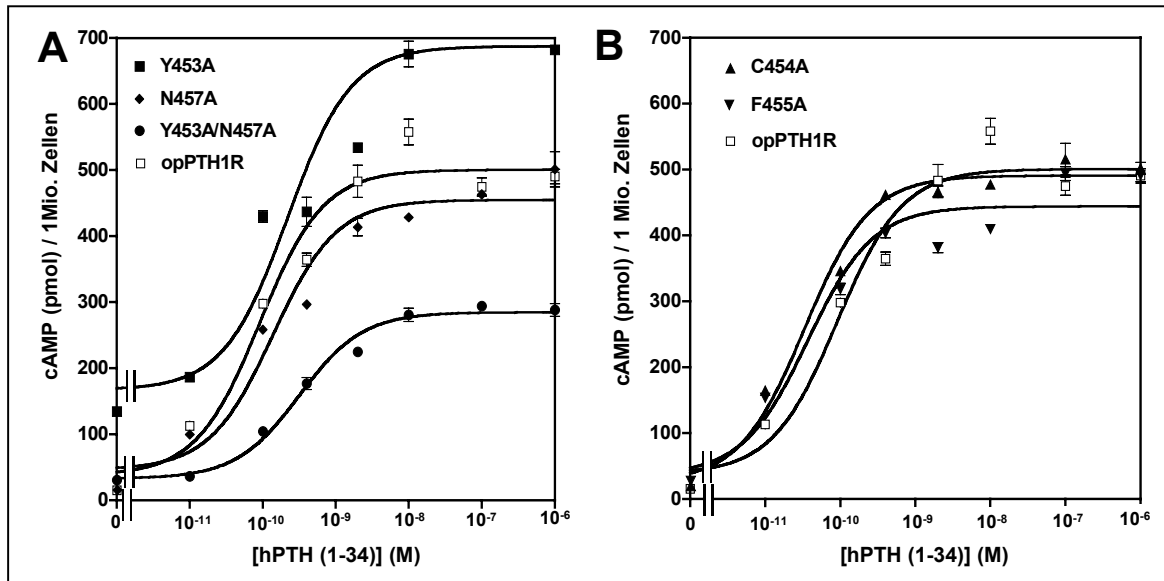 A
Y453A
N457A
Y453A/N457A
opPTH1R
cAMP (pmol) / 1Mio. Zellen
700
600
500
400
300
200
100
0
0
10-11
10-10
10-9
10-8
10-7
10-6
[hPTH (1-34)] (M)
B
C454A
F455A
opPTH1R
cAMP (pmol) / 1 Mio. Zellen
700
600
500
400
300
200
100
0
0
10-11
10-10
10-9
10-8
10-7
10-6
[hPTH (1-34)] (M)